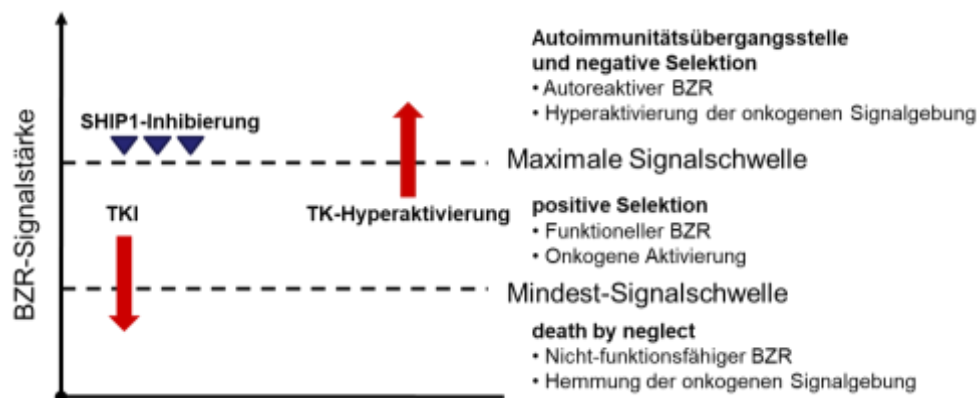 BZR-Signalstärke
SHIP1-Inhibierung
TKI
TK-Hyperaktivierung
Autoimmunitätsübergangsstelle
und negative Selektion
• Autoreaktiver BZR
• Hyperaktivierung der onkogenen Signalgebung
Maximale Signalschwelle
positive Selektion
• Funktioneller BZR
• Onkogene Aktivierung
Mindest-Signalschwelle
death by neglect
• Nicht-funktionsfähiger BZR
• Hemmung der onkogenen Signalgebung